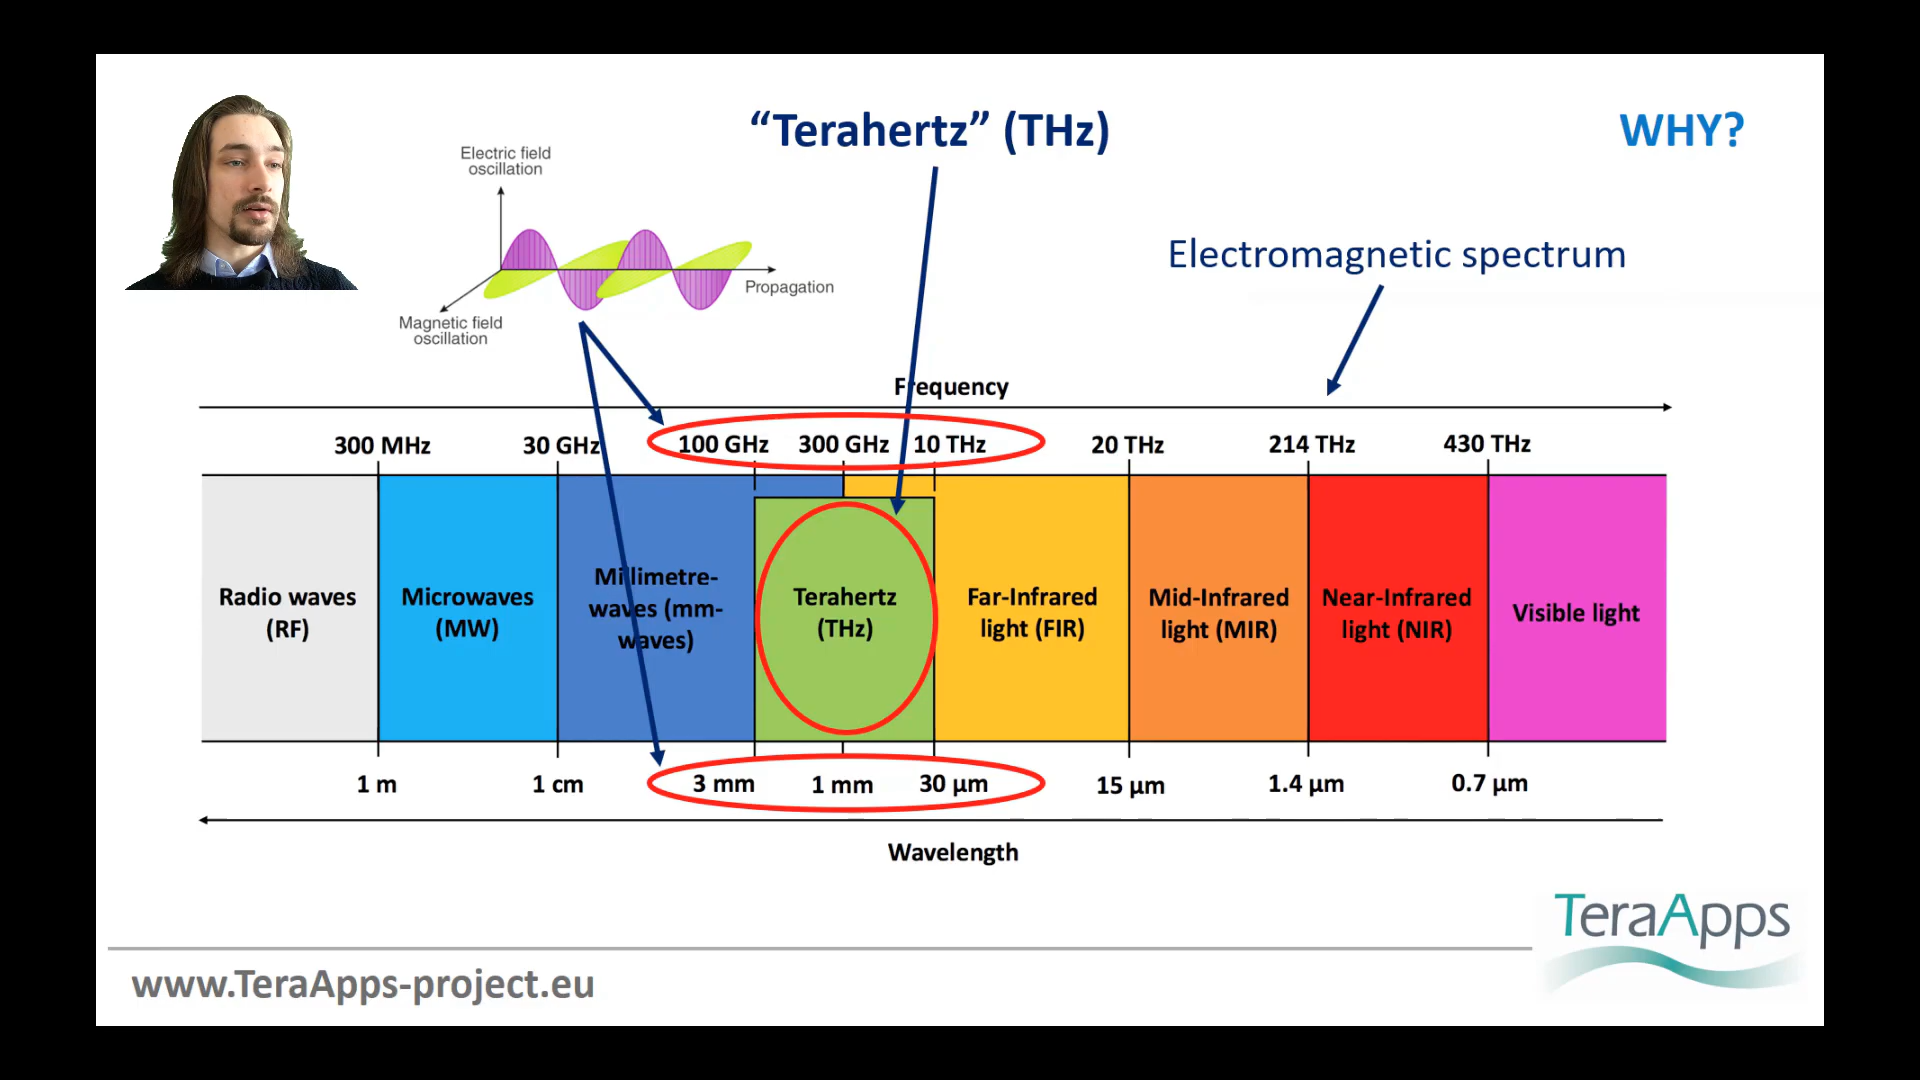 “Terahertz” (THz)
WHY?
Electric field
oscillation
Electromagnetic spectrum
Propagation
Magnetic field
oscillation
Frequency
300 MHz
30 GHz
100 GHz
300 GHz
10 THz
20 THz
214 THz
430 THz
Radio waves
(RF)
Microwaves
(MW)
Millimetre-
waves (mm-
waves)
Terahertz
(THz)
Far-Infrared
light (FIR)
Mid-Infrared
light (MIR)
Near-Infrared
light (NIR)
Visible light
1 m
1 cm
3 mm
1 mm
30 µm
15 µm
1.4 µm
0.7 µm
Wavelength
TeraApps
www.TeraApps-project.eu